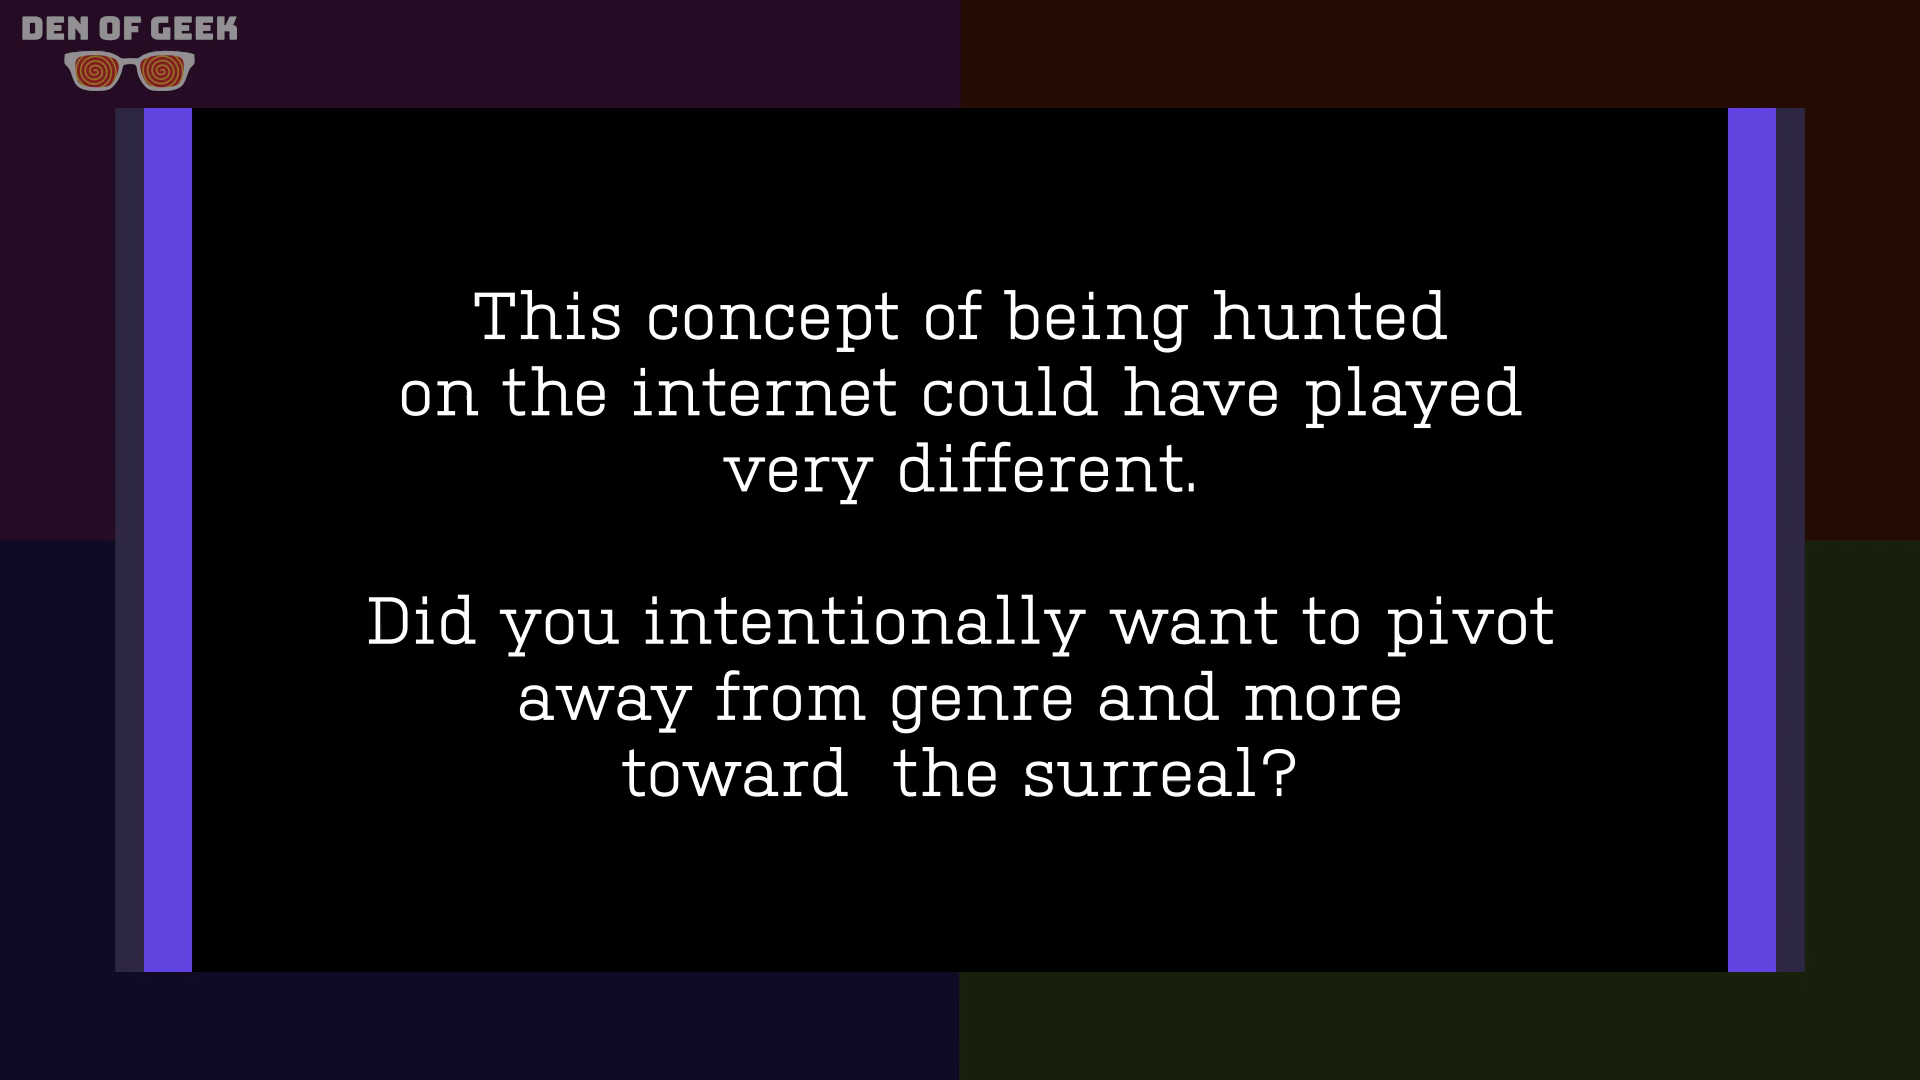 DEN OF GEEK
This concept of being hunted
on the internet could have played
very different.
Did you intentionally want to pivot
away from genre and more
toward  the surreal?